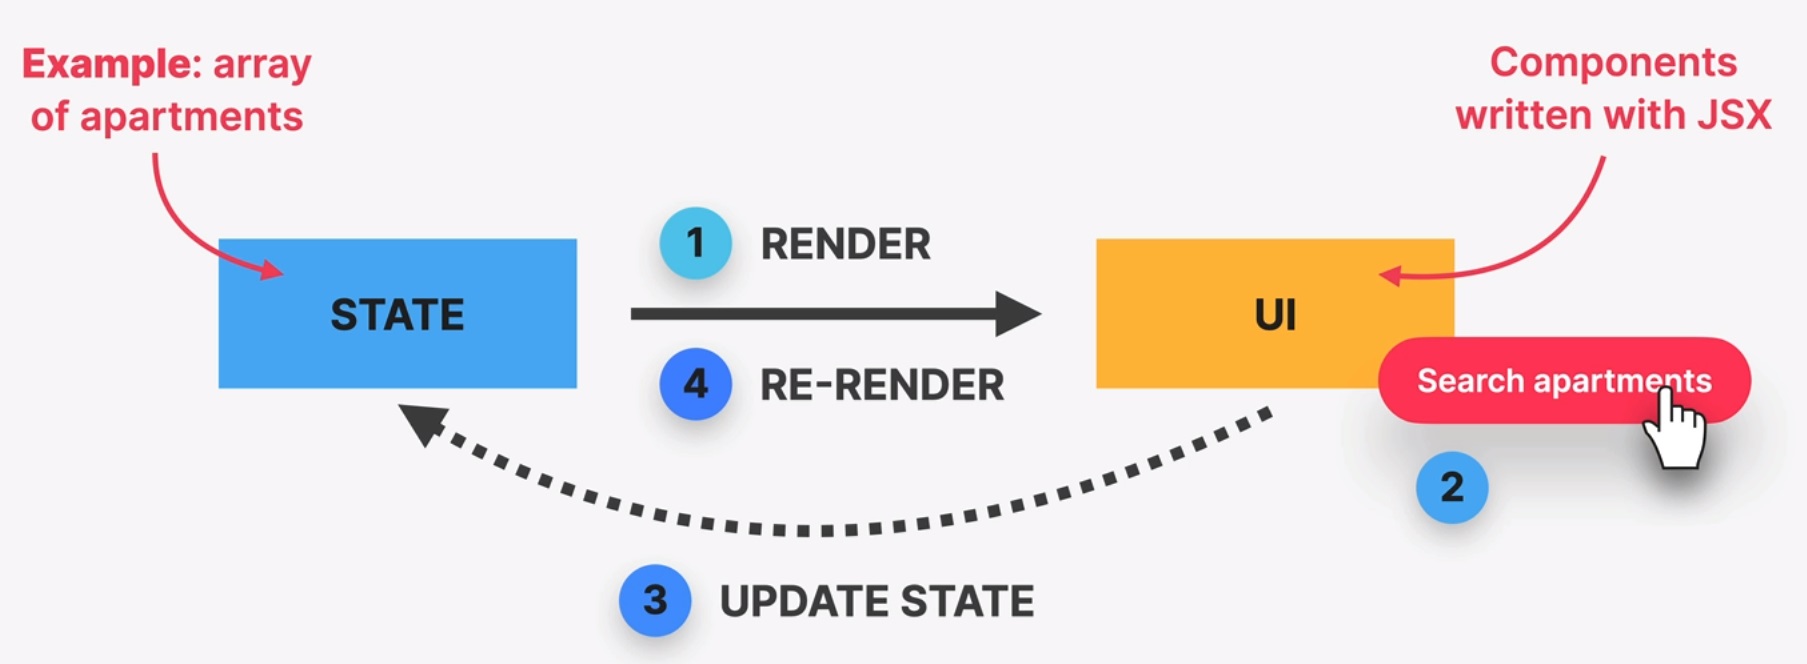 Example: array
of apartments
Components
written with JSX
1 RENDER
STATE
UI
4 RE-RENDER
Search apartments
2
3 UPDATE STATE